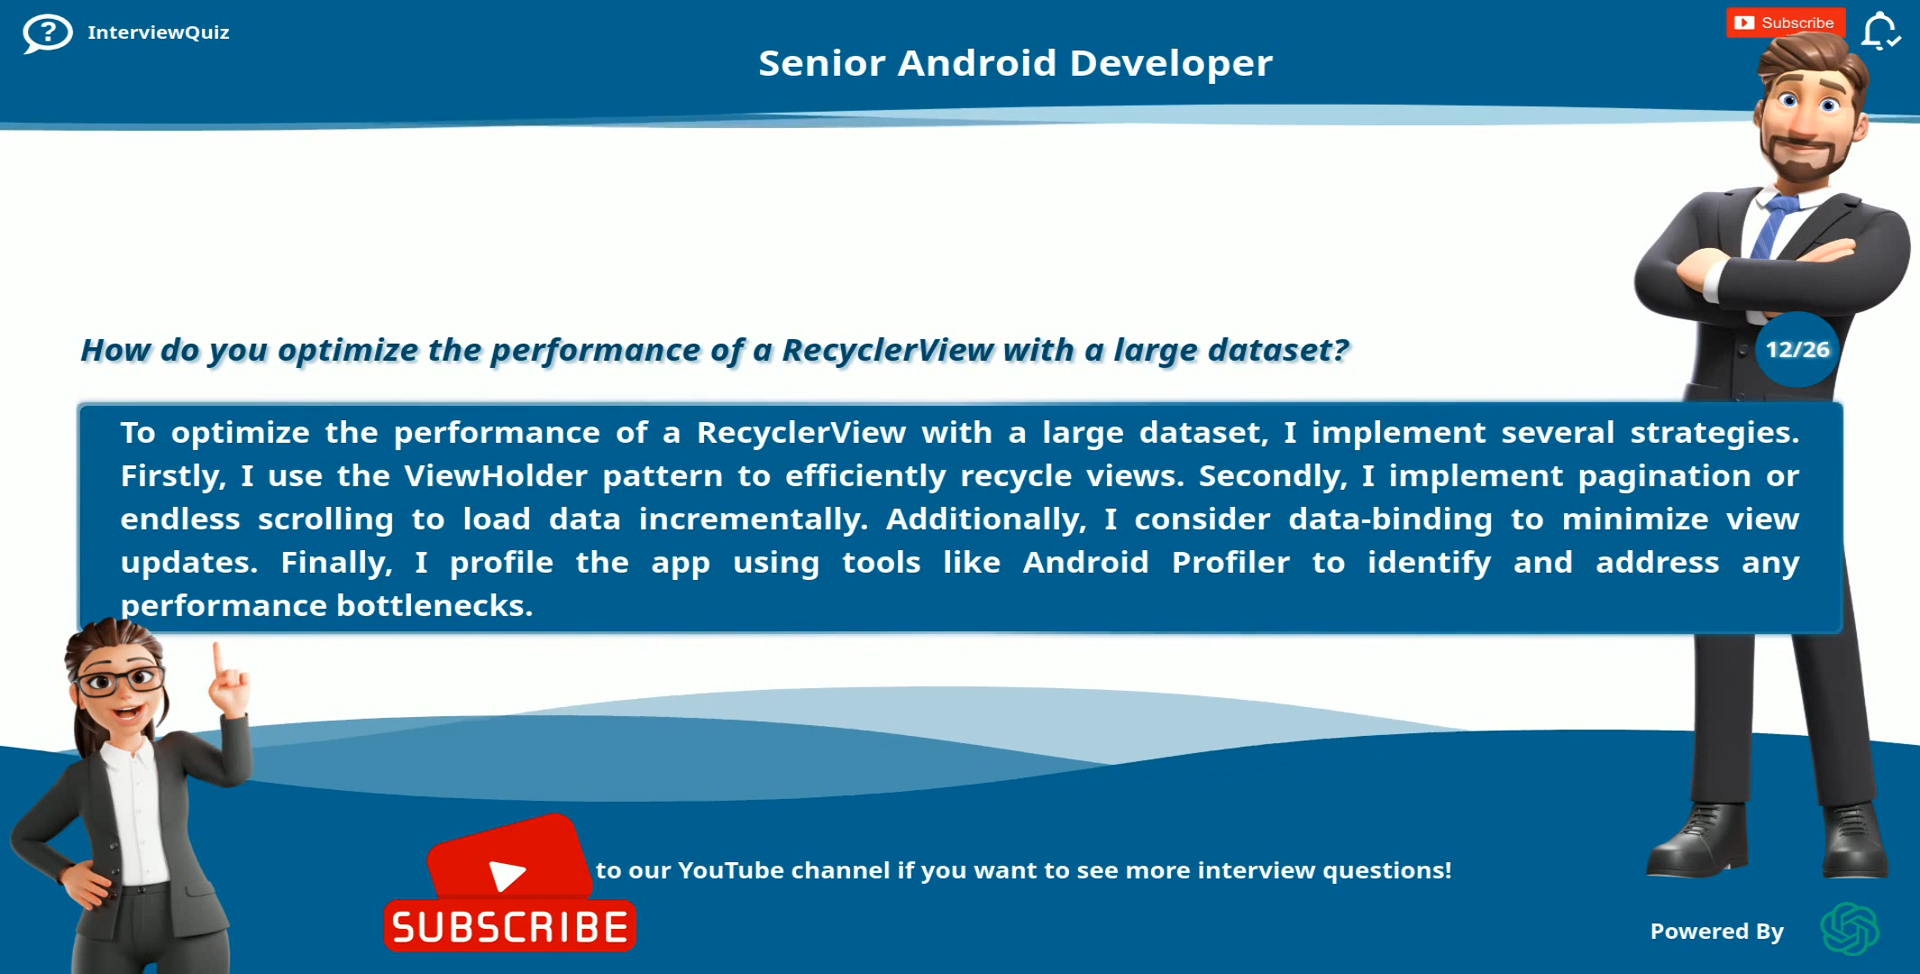 InterviewQuiz
Subscribe
Senior Android Developer
How do you optimize the performance of a RecyclerView with a large dataset?
12/26
To optimize the performance of a RecyclerView with a large dataset, I implement several strategies.
Firstly, I use the ViewHolder pattern to efficiently recycle views. Secondly, I implement pagination or
endless scrolling to load data incrementally. Additionally, I consider data-binding to minimize view
updates. Finally, I profile the app using tools like Android Profiler to identify and address any
performance bottlenecks.
to our YouTube channel if you want to see more interview questions!
SUBSCRIBE
Powered By